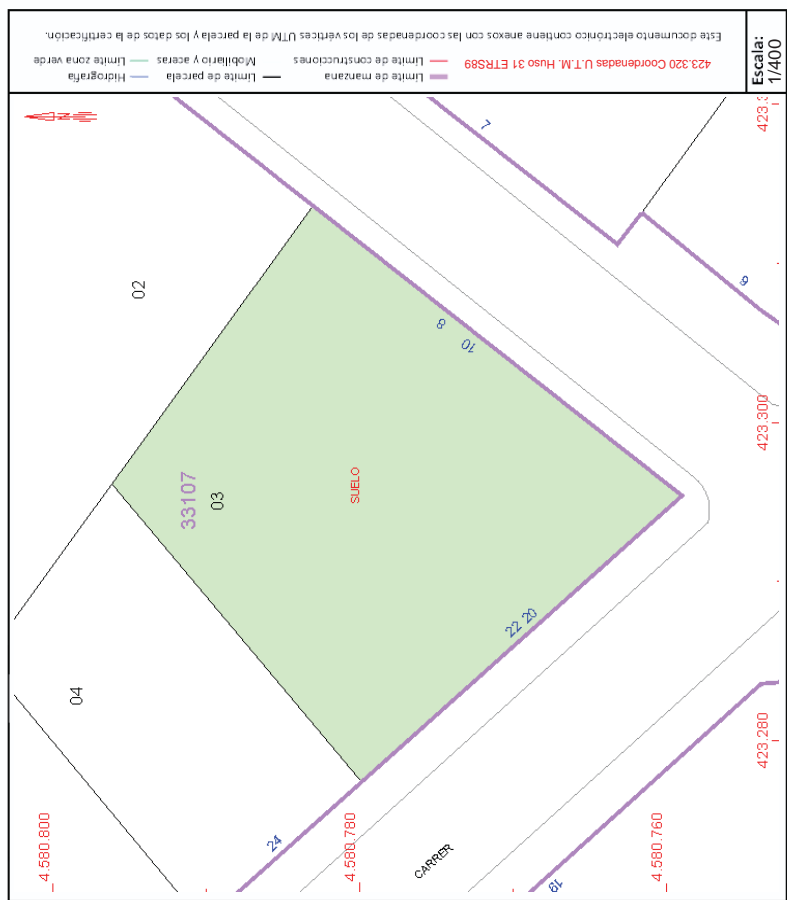 Este documento electrónico contiene anexos con las coordenadas de los vértices UTM de la parcela y los datos de la certificación.
423.320 Coordenadas U.T.M. Huso 31 ETRS89
Límite de manzana
Límite de construcciones
Límite de parcela
Mobiliario y aceras
Hidrografía
Límite zona verde
Escala:
1/400
N
02
7
9
8
10
33107
03
SUELO
04
22 20
24
CARRER
19
4.580.800
4.580.780
4.580.760
423.300
423.280